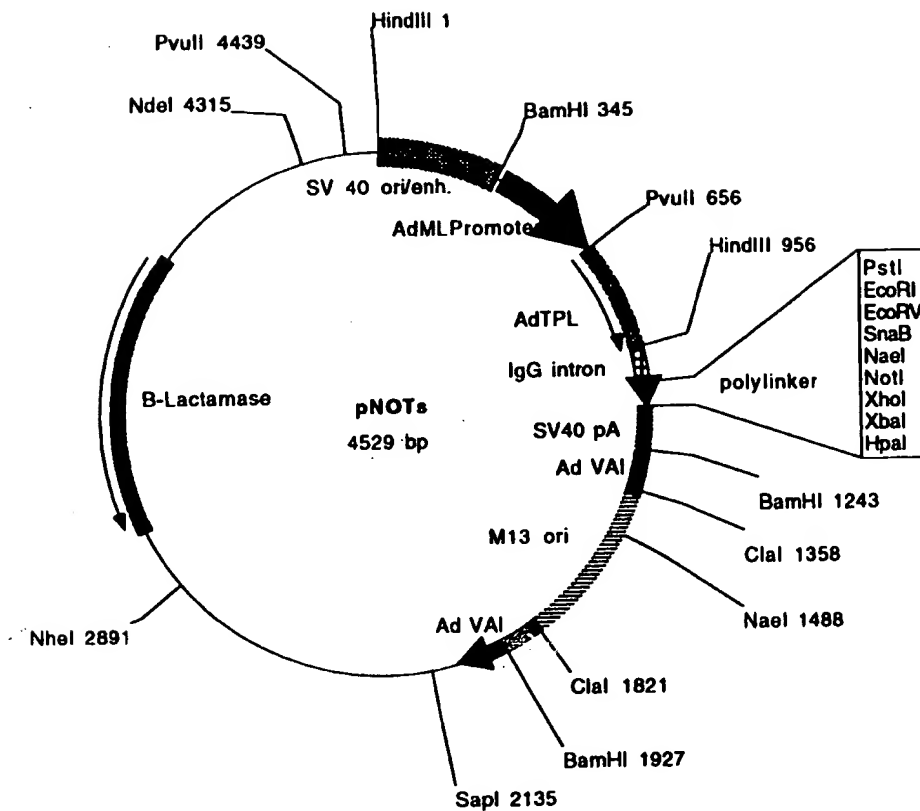 HindIII 1
PvuII 4439
NdeI 4315
BamHI 345
SV 40 ori/enh.
AdMLPromote
PvuII 656
HindIII 956
PstI
EcoRI
EcoRV
SnaB
NaeI
NotI
XhoI
XbaI
HpaI
AdTPL
IgG intron
polylinker
B-Lactamase
pNOTs
4529 bp
SV40 pA
Ad VAI
BamHI 1243
ClaI 1358
M13 ori
NaeI 1488
NheI 2891
Ad VAI
ClaI 1821
BamHI 1927
SapI 2135